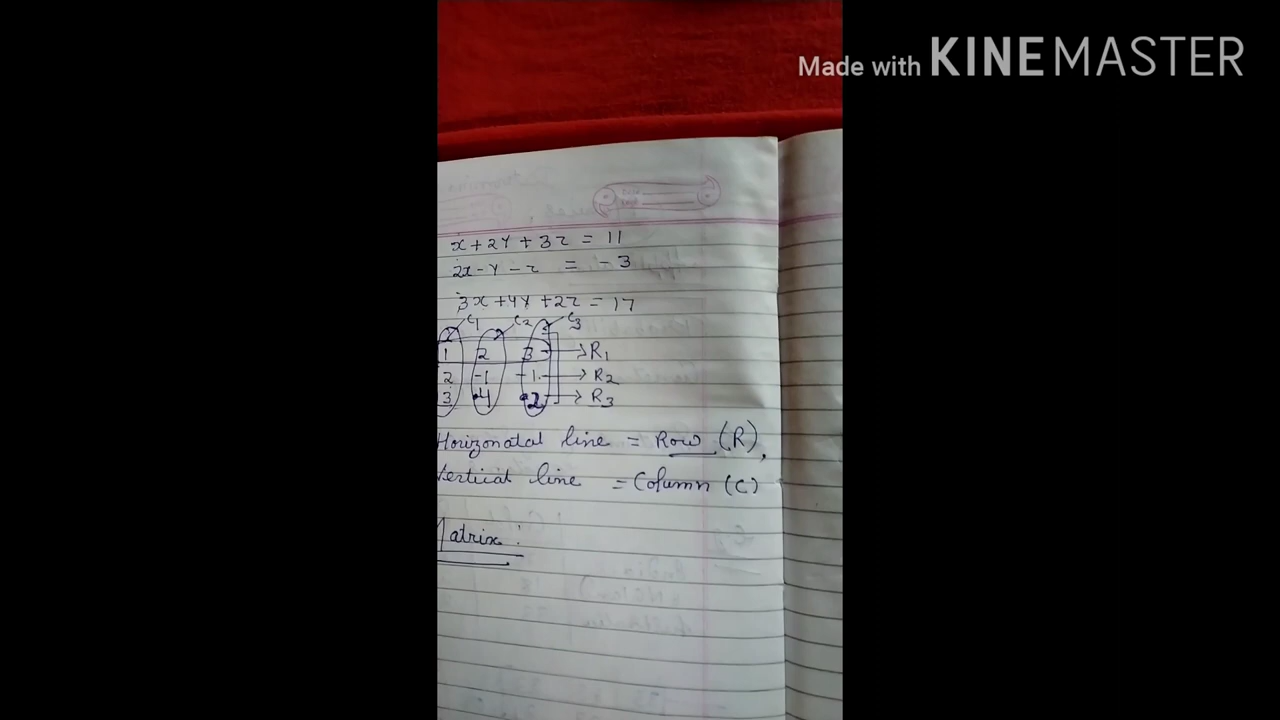 Made with KINEMASTER
x + 2y + 3z = 11
2x - y - z = - 3
3x + 4y + 2z = 17
C1 C2 C3
1 2 3 → R1
2 -1 -1 → R2
3 4 2 → R3
Horizonatal line = Row (R),
Vertical line = Column (C)
Matrix :